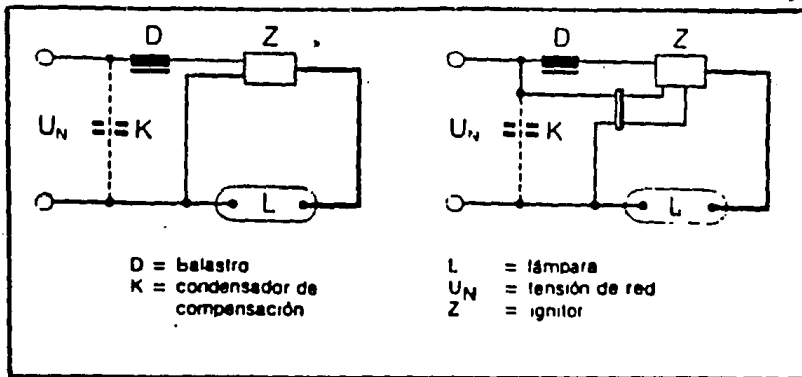 D Z
U_N K
L
D Z
U_N K
L
D = balastro
K = condensador de
compensación
L = lámpara
U_N = tensión de red
Z = ignitor